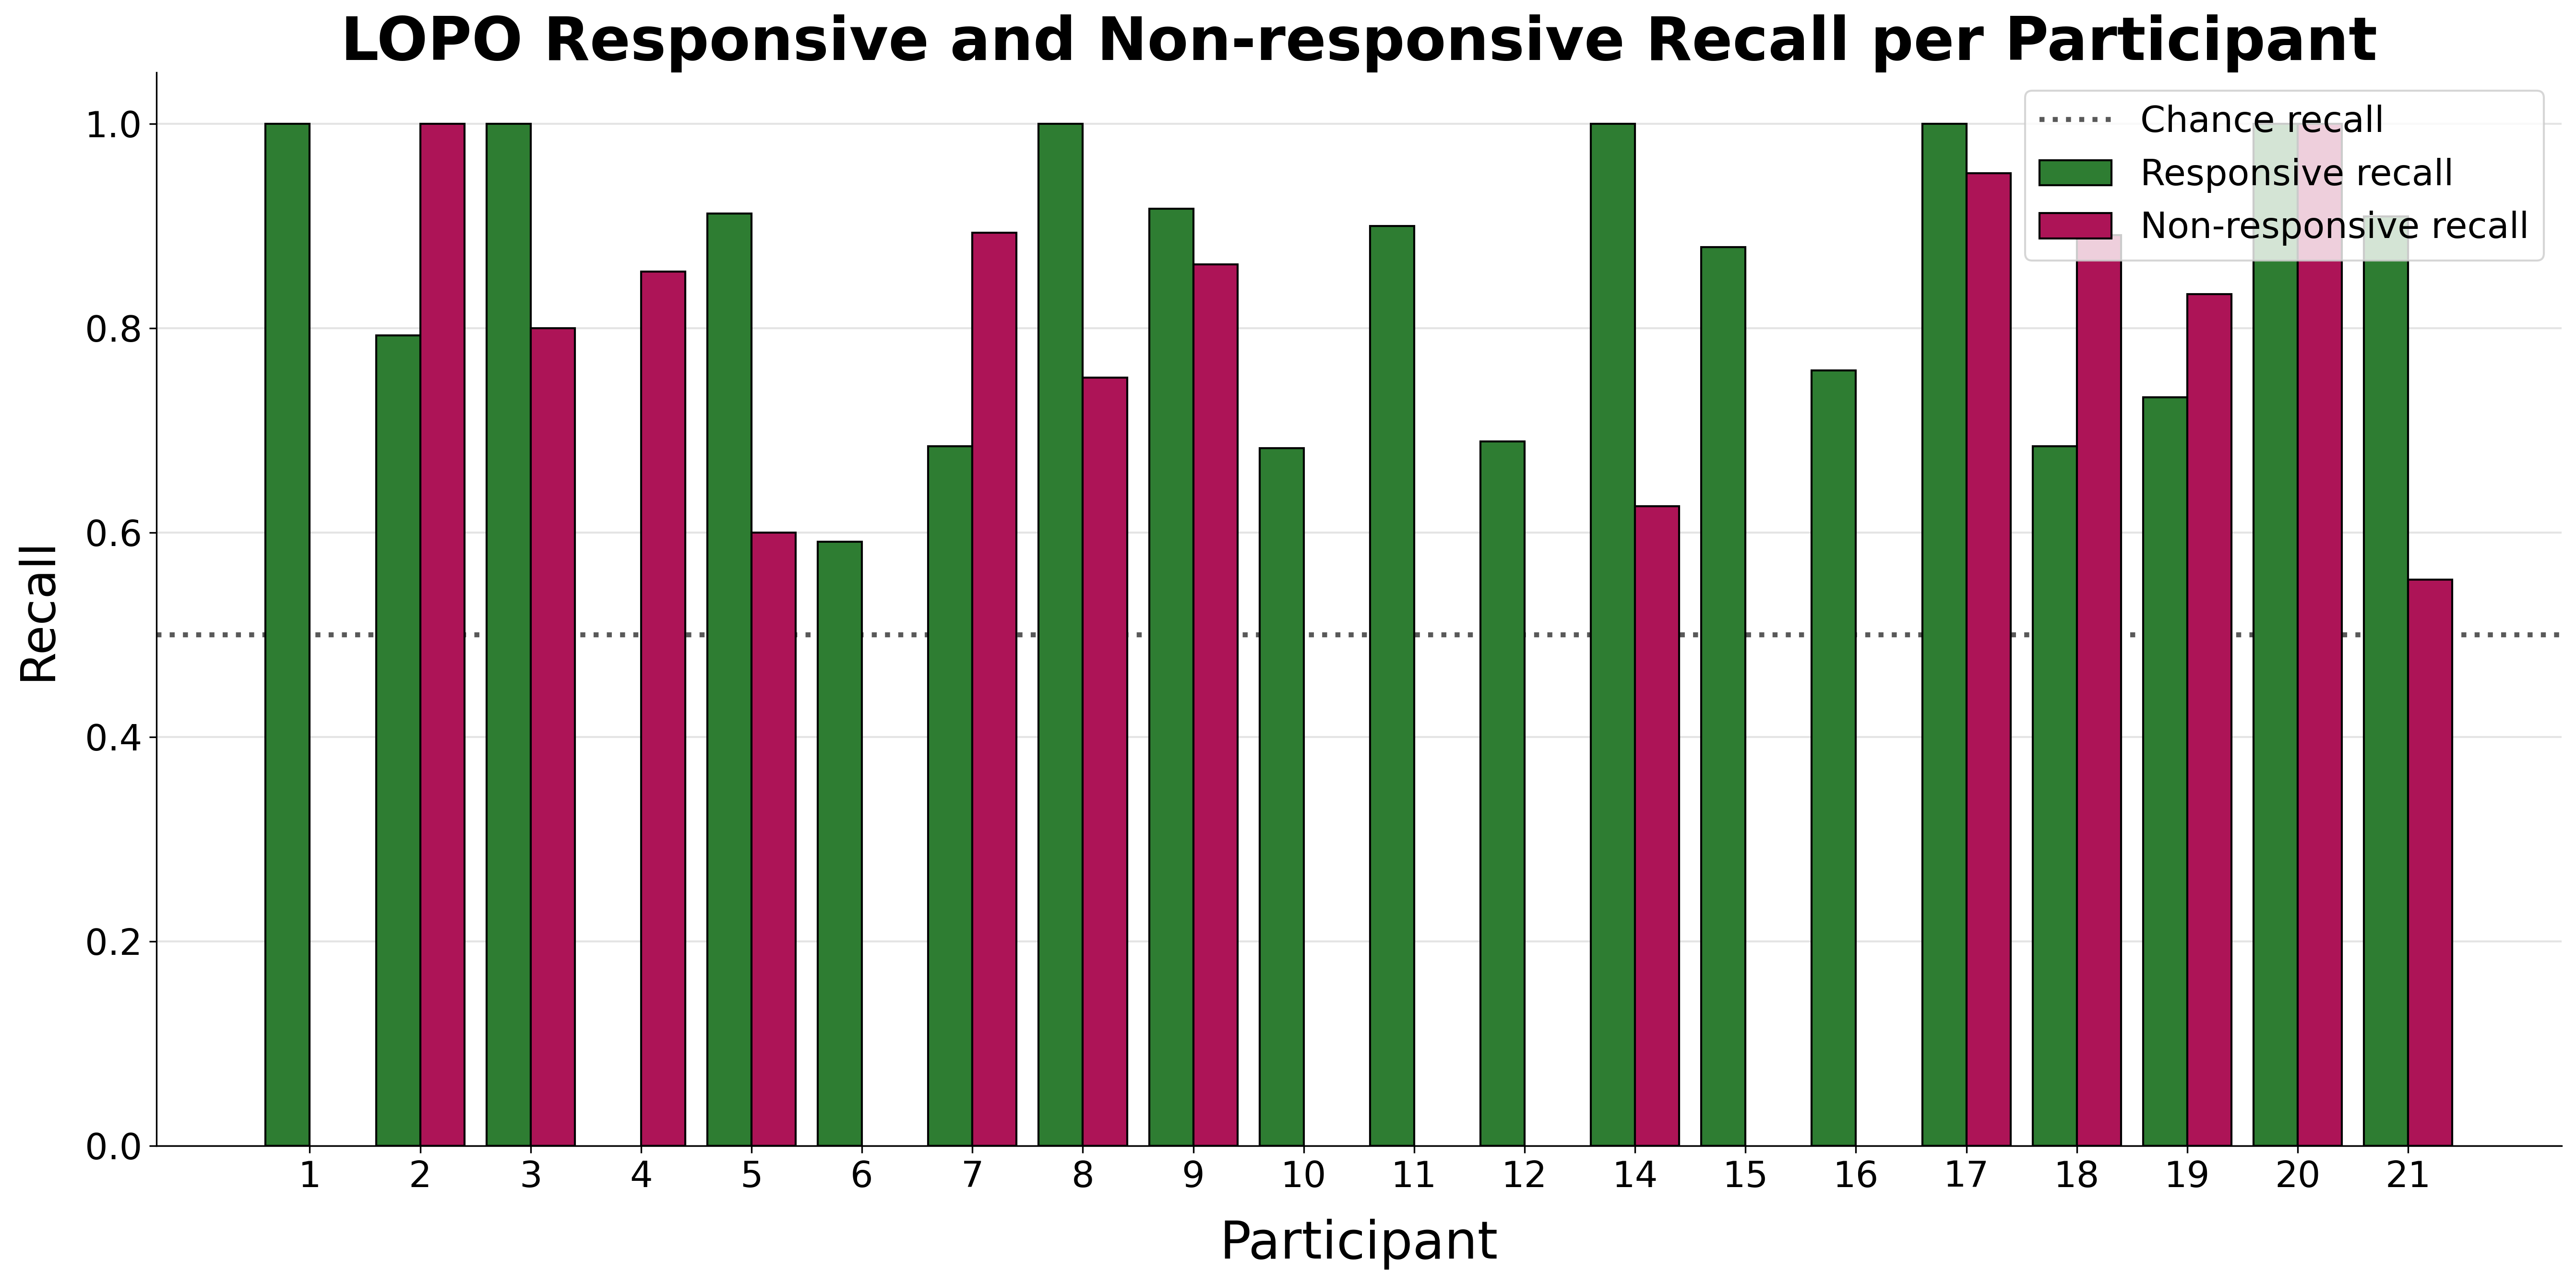 LOPO Responsive and Non-responsive Recall per Participant
Chance recall
Responsive recall
Non-responsive recall
1.0
0.8
0.6
0.4
0.2
0.0
Recall
1 2 3 4 5 6 7 8 9 10 11 12 14 15 16 17 18 19 20 21
Participant